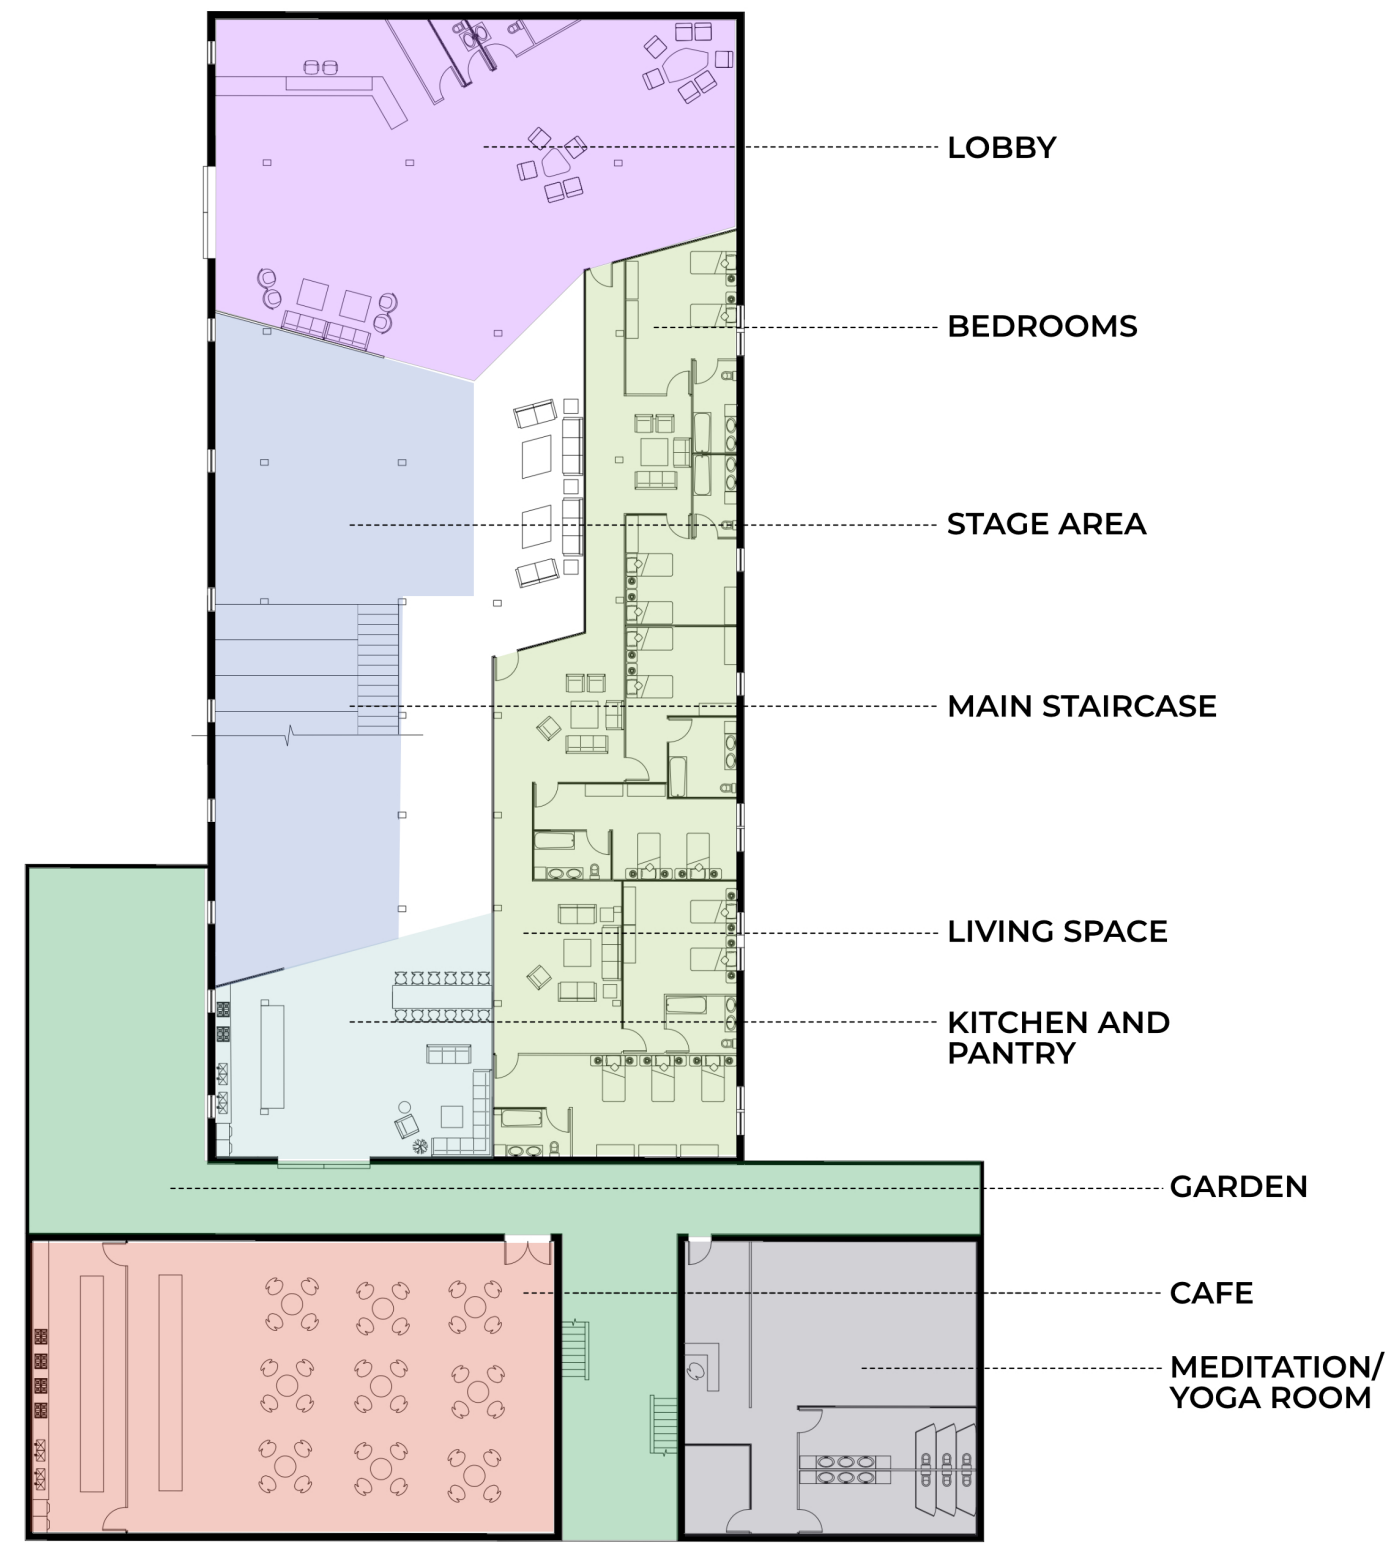 LOBBY
BEDROOMS
STAGE AREA
MAIN STAIRCASE
LIVING SPACE
KITCHEN AND
PANTRY
GARDEN
CAFE
MEDITATION/
YOGA ROOM